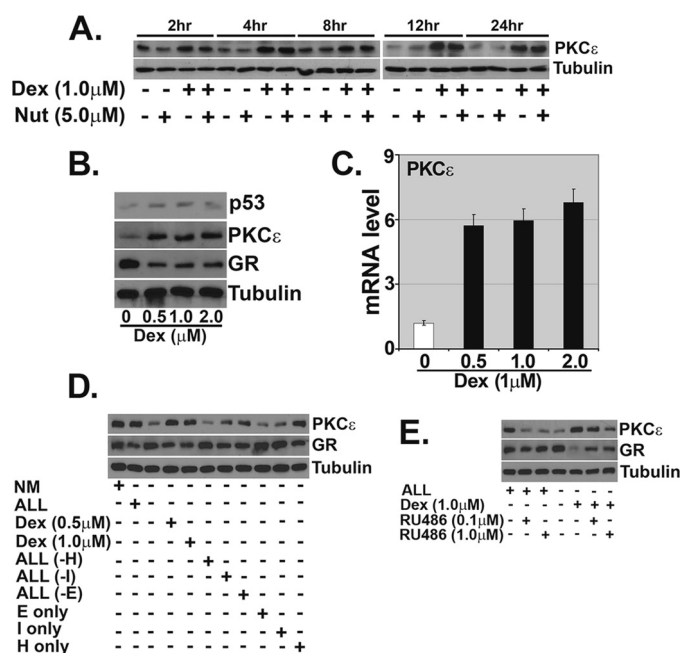 A.
2hr 4hr 8hr 12hr 24hr
PKCε
Tubulin
Dex (1.0μM) - - + + - - + + - - + + - - + + - - + +
Nut (5.0μM) - + - + - + - + - + - + - + - + - + - +
B.
p53
PKCε
GR
Tubulin
0 0.5 1.0 2.0
Dex (μM)
C.
PKCε
mRNA level
9
6
3
0
0 0.5 1.0 2.0
Dex (1μM)
D.
PKCε
GR
Tubulin
NM + - - - - - - - - - -
ALL - + - - - - - - - - -
Dex (0.5μM) - - - + - - - - - - -
Dex (1.0μM) - - - - + - - - - - -
ALL (-H) - - - - - + - - - - -
ALL (-I) - - - - - - + - - - -
ALL (-E) - - - - - - - + - - -
E only - - - - - - - - + - -
I only - - - - - - - - - + -
H only - - - - - - - - - - +
E.
PKCε
GR
Tubulin
ALL + + + - - - -
Dex (1.0μM) - - - - + + +
RU486 (0.1μM) - + - - - + -
RU486 (1.0μM) - - + - - - +